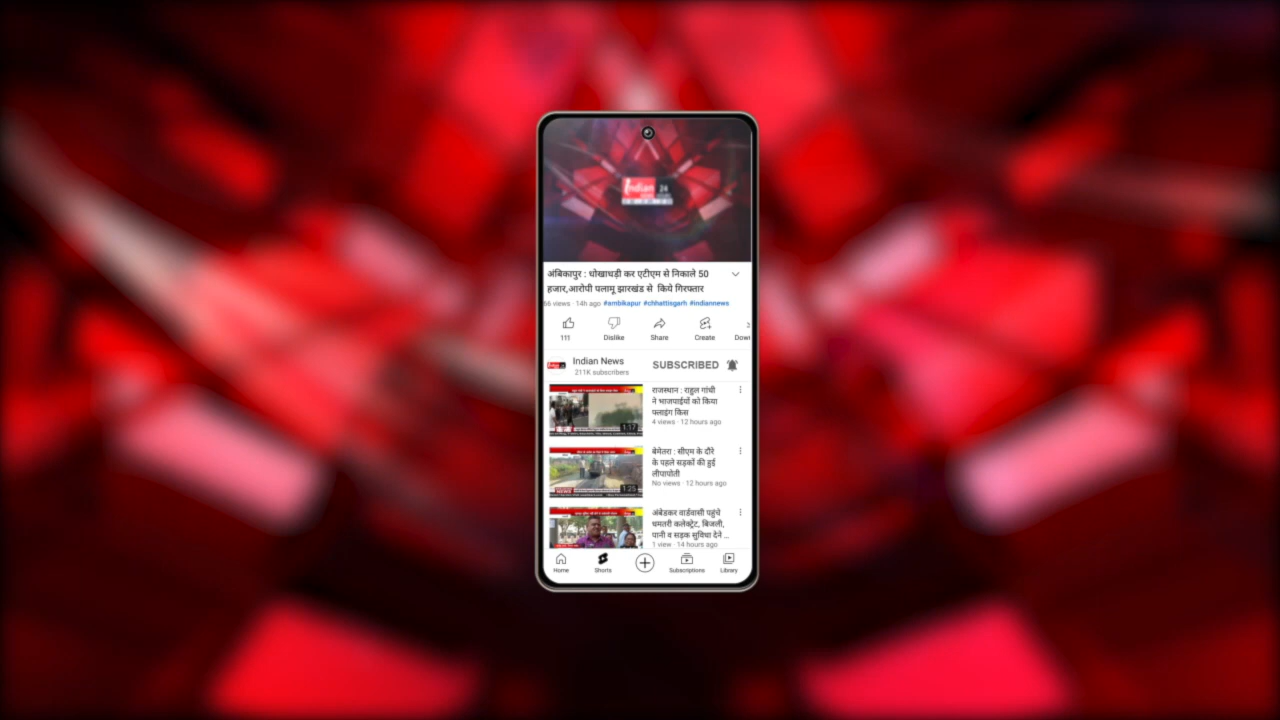 Indian 24
अंबिकापुर : धोखाधड़ी कर एटीएम से निकाले 50
हजार,आरोपी पलामू झारखंड से किये गिरफ्तार
66 views · 14h ago #ambikapur #chhattisgarh #indiannews
111
Dislike
Share
Create
Dow
Indian News
211K subscribers
SUBSCRIBED
राजस्थान : राहुल गांधी
ने भाजपाईयों को किया
फ्लाइंग किस
4 views · 12 hours ago
1:17
बेमेतरा : सीएम के दौरे
के पहले सड़कों की हुई
लीपापोती
No views · 12 hours ago
1:25
अंबेडकर वार्डवासी पहुंचे
धमतरी कलेक्ट्रेट, बिजली,
पानी व सड़क सुविधा देने ...
1 view · 14 hours ago
Home
Shorts
Subscriptions
Library